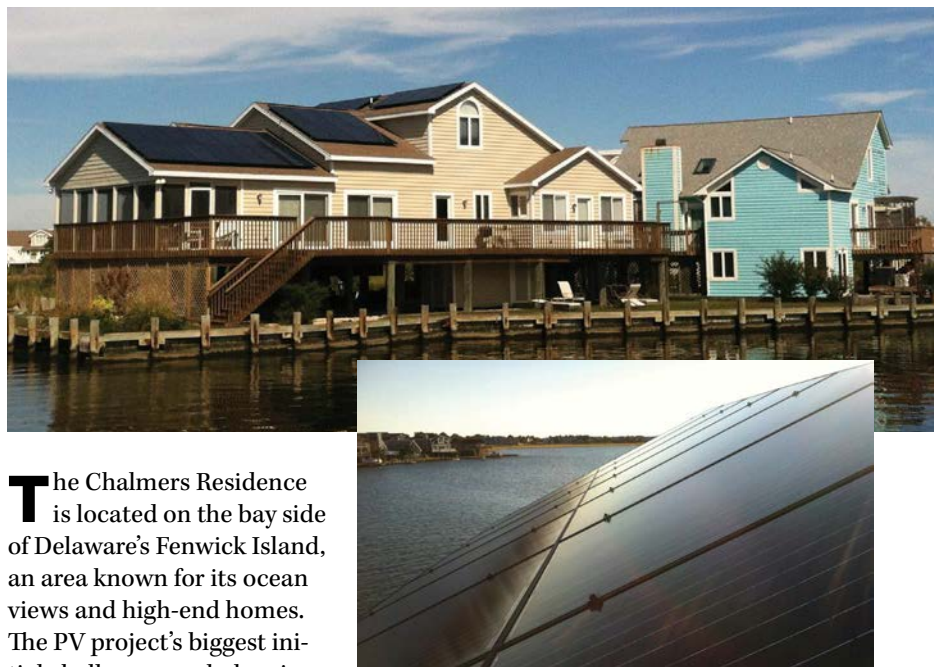 The Chalmers Residence
is located on the bay side
of Delaware’s Fenwick Island,
an area known for its ocean
views and high-end homes.
The PV project’s biggest ini-